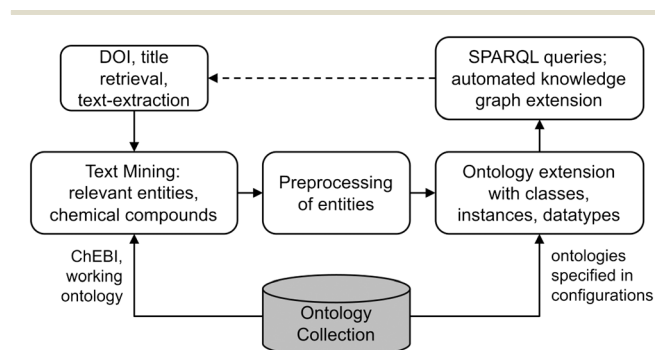 DOI, title
retrieval,
text-extraction
SPARQL queries;
automated knowledge
graph extension
Text Mining:
relevant entities,
chemical compounds
Preprocessing
of entities
Ontology extension
with classes,
instances, datatypes
ChEBI,
working
ontology
ontologies
specified in
configurations
Ontology
Collection